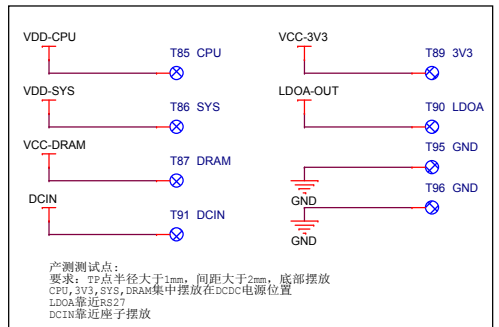 VDD-CPU
T85 CPU
VDD-SYS
T86 SYS
VCC-DRAM
T87 DRAM
DCIN
T91 DCIN
VCC-3V3
T89 3V3
LDOA-OUT
T90 LDOA
T95 GND
GND
T96 GND
GND
产测测试点:
要求: TP点半径大于1mm, 间距大于2mm, 底部摆放
CPU,3V3,SYS,DRAM集中摆放在DCDC电源位置
LDOA靠近RS27
DCIN靠近座子摆放